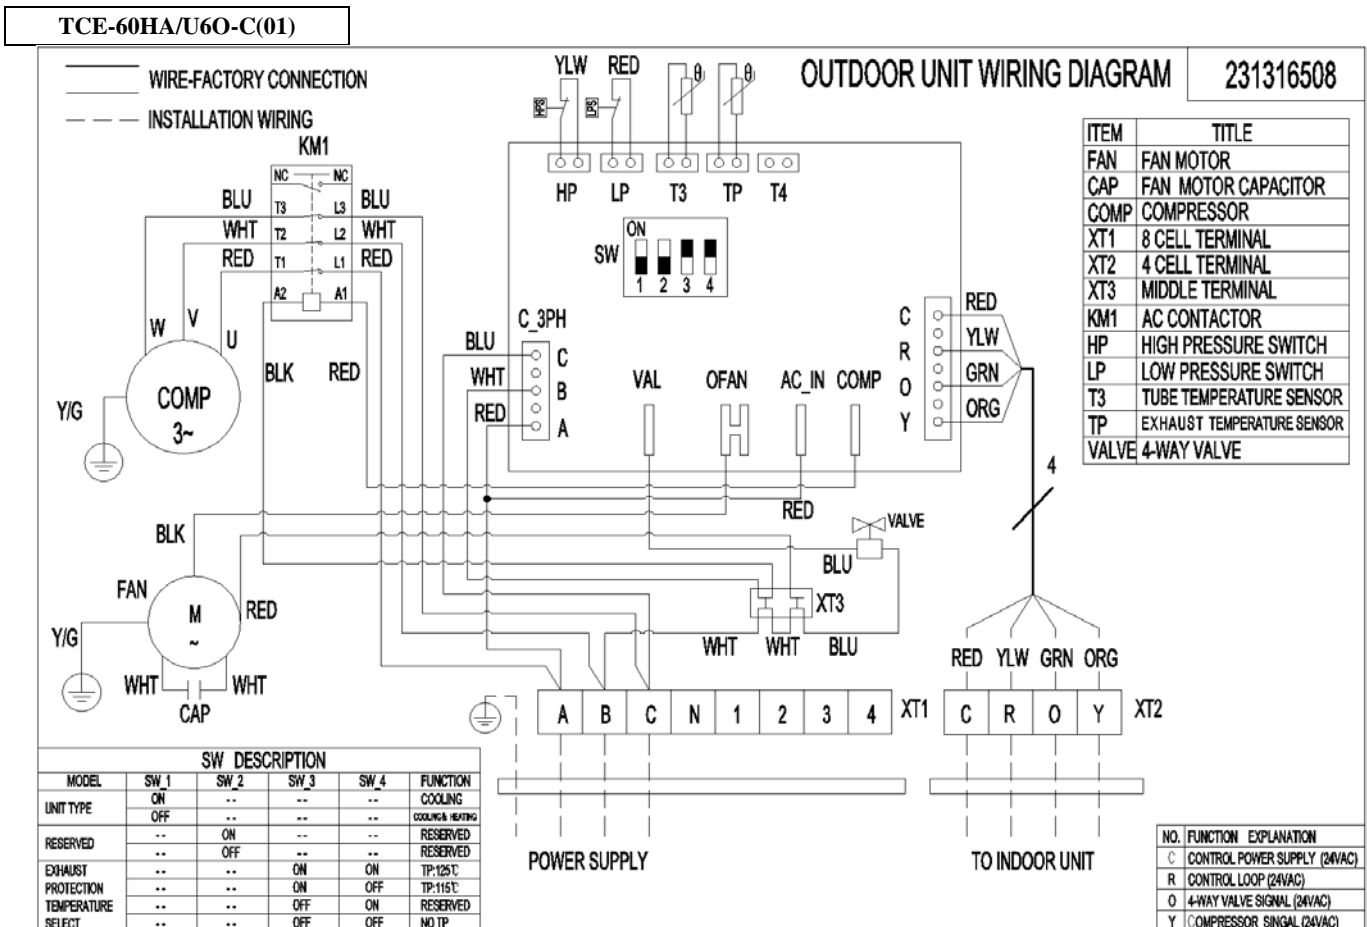 TCE-60HA/U6O-C(01)
WIRE-FACTORY CONNECTION
INSTALLATION WIRING
YLW RED
OUTDOOR UNIT WIRING DIAGRAM
231316508
HPS
LPS
θ
θ
HP LP T3 TP T4
ON
SW
1 2 3 4
KM1
NC NC
BLU T3 L3 BLU
WHT T2 L2 WHT
RED T1 L1 RED
A2 A1
W V U
BLK RED
COMP
3~
Y/G
C_3PH
BLU C
WHT B
RED A
VAL OFAN AC_IN COMP
C RED
R YLW
O GRN
Y ORG
ITEM TITLE
FAN FAN MOTOR
CAP FAN MOTOR CAPACITOR
COMP COMPRESSOR
XT1 8 CELL TERMINAL
XT2 4 CELL TERMINAL
XT3 MIDDLE TERMINAL
KM1 AC CONTACTOR
HP HIGH PRESSURE SWITCH
LP LOW PRESSURE SWITCH
T3 TUBE TEMPERATURE SENSOR
TP EXHAUST TEMPERATURE SENSOR
VALVE 4-WAY VALVE
4
RED
VALVE
BLU
BLK
FAN
M
~
RED
Y/G
WHT WHT
CAP
XT3
WHT WHT BLU
RED YLW GRN ORG
A B C N 1 2 3 4 XT1
C R O Y XT2
POWER SUPPLY
TO INDOOR UNIT
SW DESCRIPTION
MODEL SW_1 SW_2 SW_3 SW_4 FUNCTION
UNIT TYPE
ON -- -- -- COOLING
OFF -- -- -- COOLING& HEATING
RESERVED
-- ON -- -- RESERVED
-- OFF -- -- RESERVED
EXHAUST -- -- ON ON TP:125℃
PROTECTION -- -- ON OFF TP:115℃
TEMPERATURE -- -- OFF ON RESERVED
SELECT -- -- OFF OFF NO TP
NO. FUNCTION EXPLANATION
C CONTROL POWER SUPPLY (24VAC)
R CONTROL LOOP (24VAC)
O 4-WAY VALVE SIGNAL (24VAC)
Y COMPRESSOR SINGAL (24VAC)